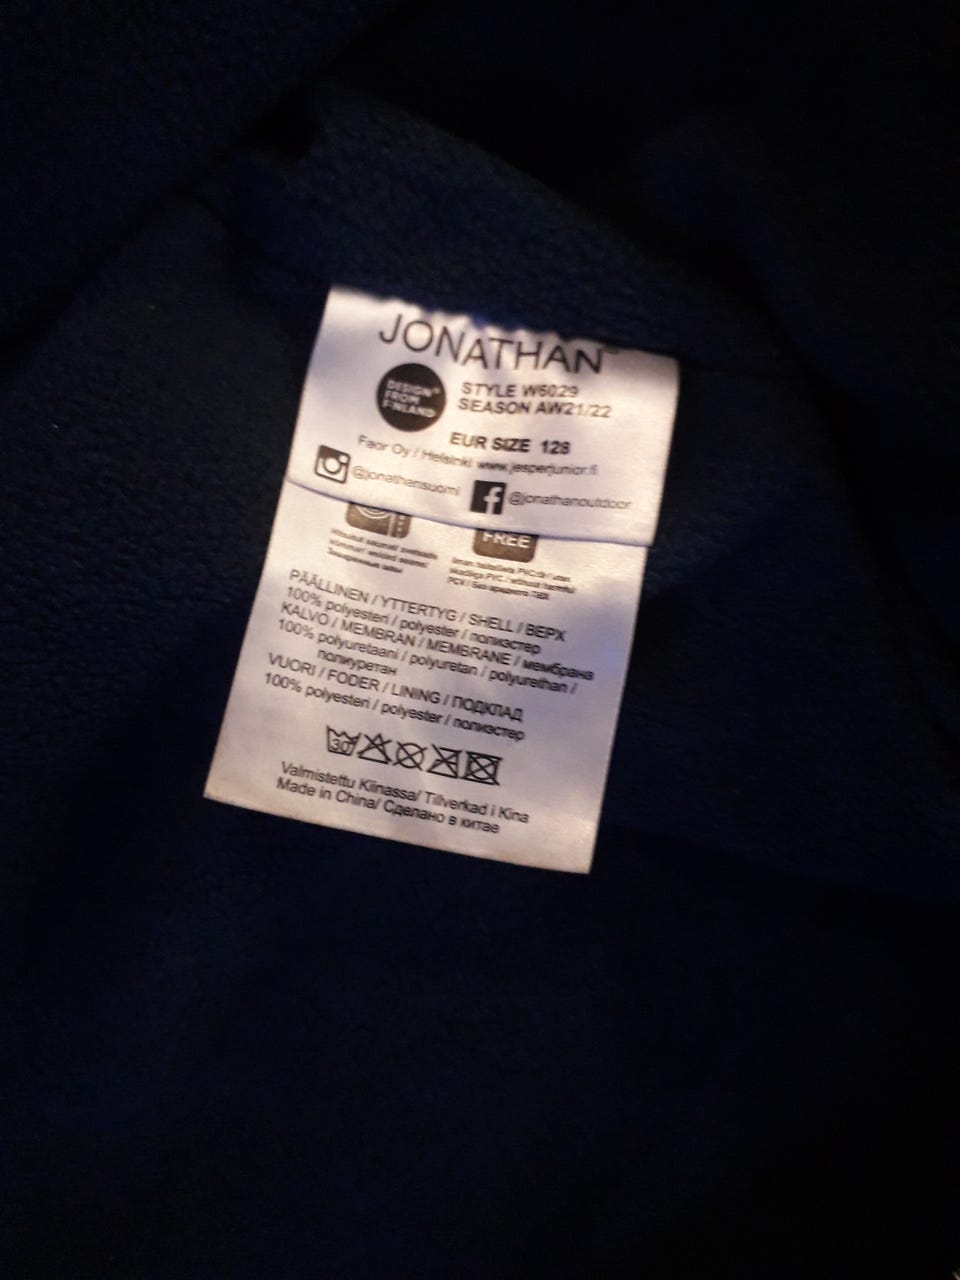 JONATHAN™
DESIGN
FROM
FINLAND
STYLE W6029
SEASON AW21/22
EUR SIZE 128
Faor Oy / Helsinki www.jesperjunior.fi
@jonathansuomi
@jonathanoutdoor
FREE
PÄÄLLINEN / YTTERTYG / SHELL / ВЕРХ
100% polyesteri / polyester / полиэстер
KALVO / MEMBRAN / MEMBRANE / мембрана
100% polyuretaani / polyuretan / polyurethan /
полиуретан
VUORI / FODER / LINING / ПОДКЛАД
100% polyesteri / polyester / полиэстер
30
Valmistettu Kiinassa/ Tillverkad i Kina
Made in China/ Сделано в китае